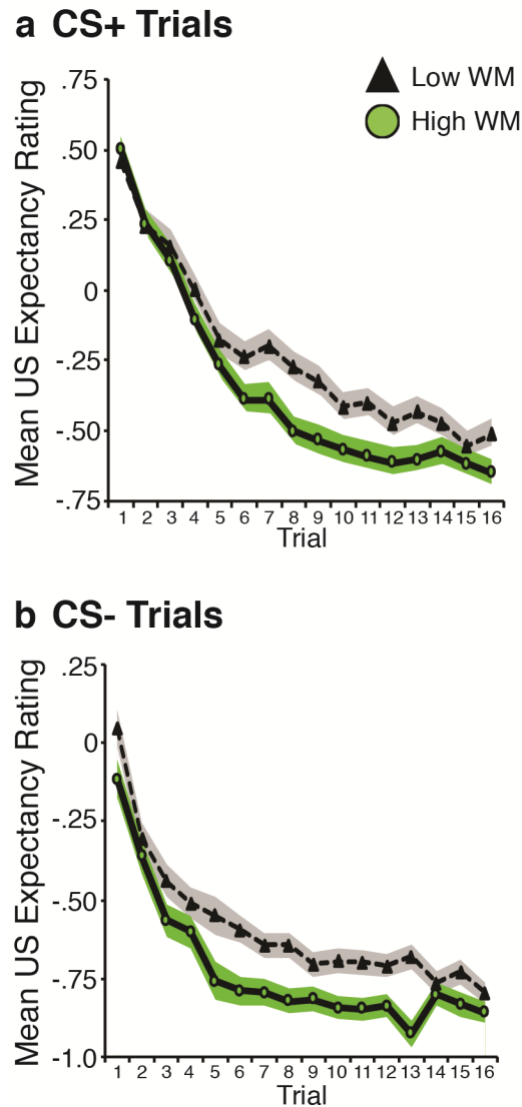 a CS+ Trials
Low WM
High WM
Mean US Expectancy Rating
.75
.50
.25
0
-.25
-.50
-.75
1 2 3 4 5 6 7 8 9 10 11 12 13 14 15 16
Trial
b CS- Trials
Mean US Expectancy Rating
.25
0
-.25
-.50
-.75
-1.0
1 2 3 4 5 6 7 8 9 10 11 12 13 14 15 16
Trial